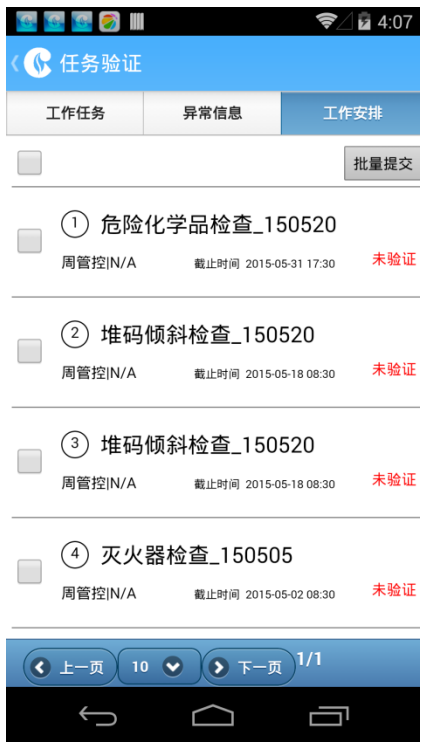 4:07
任务验证
工作任务 异常信息 工作安排
批量提交
① 危险化学品检查_150520
周管控|N/A 截止时间 2015-05-31 17:30 未验证
② 堆码倾斜检查_150520
周管控|N/A 截止时间 2015-05-18 08:30 未验证
③ 堆码倾斜检查_150520
周管控|N/A 截止时间 2015-05-18 08:30 未验证
④ 灭火器检查_150505
周管控|N/A 截止时间 2015-05-02 08:30 未验证
上一页 10 下一页 1/1